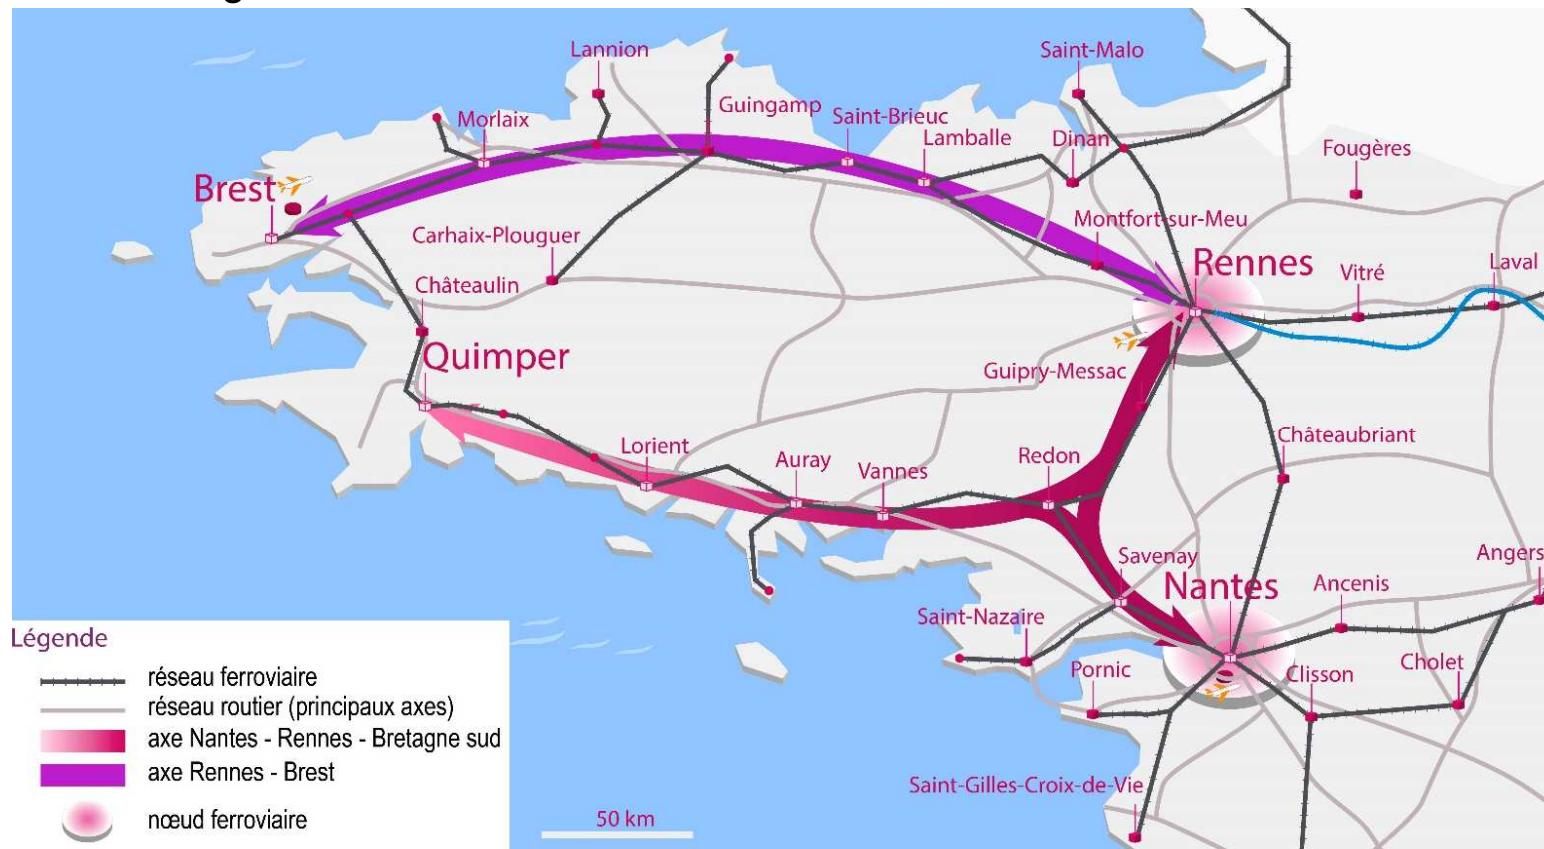 Lannion
Saint-Malo
Guingamp
Morlaix
Saint-Brieuc
Lamballe
Dinan
Fougères
Brest
Montfort-sur-Meu
Carhaix-Plouguer
Rennes
Vitré
Laval
Châteaulin
Quimper
Guipry-Messac
Châteaubriant
Lorient
Auray
Vannes
Redon
Savenay
Angers
Nantes
Ancenis
Saint-Nazaire
Pornic
Clisson
Cholet
Saint-Gilles-Croix-de-Vie
Légende
réseau ferroviaire
réseau routier (principaux axes)
axe Nantes - Rennes - Bretagne sud
axe Rennes - Brest
nœud ferroviaire
50 km